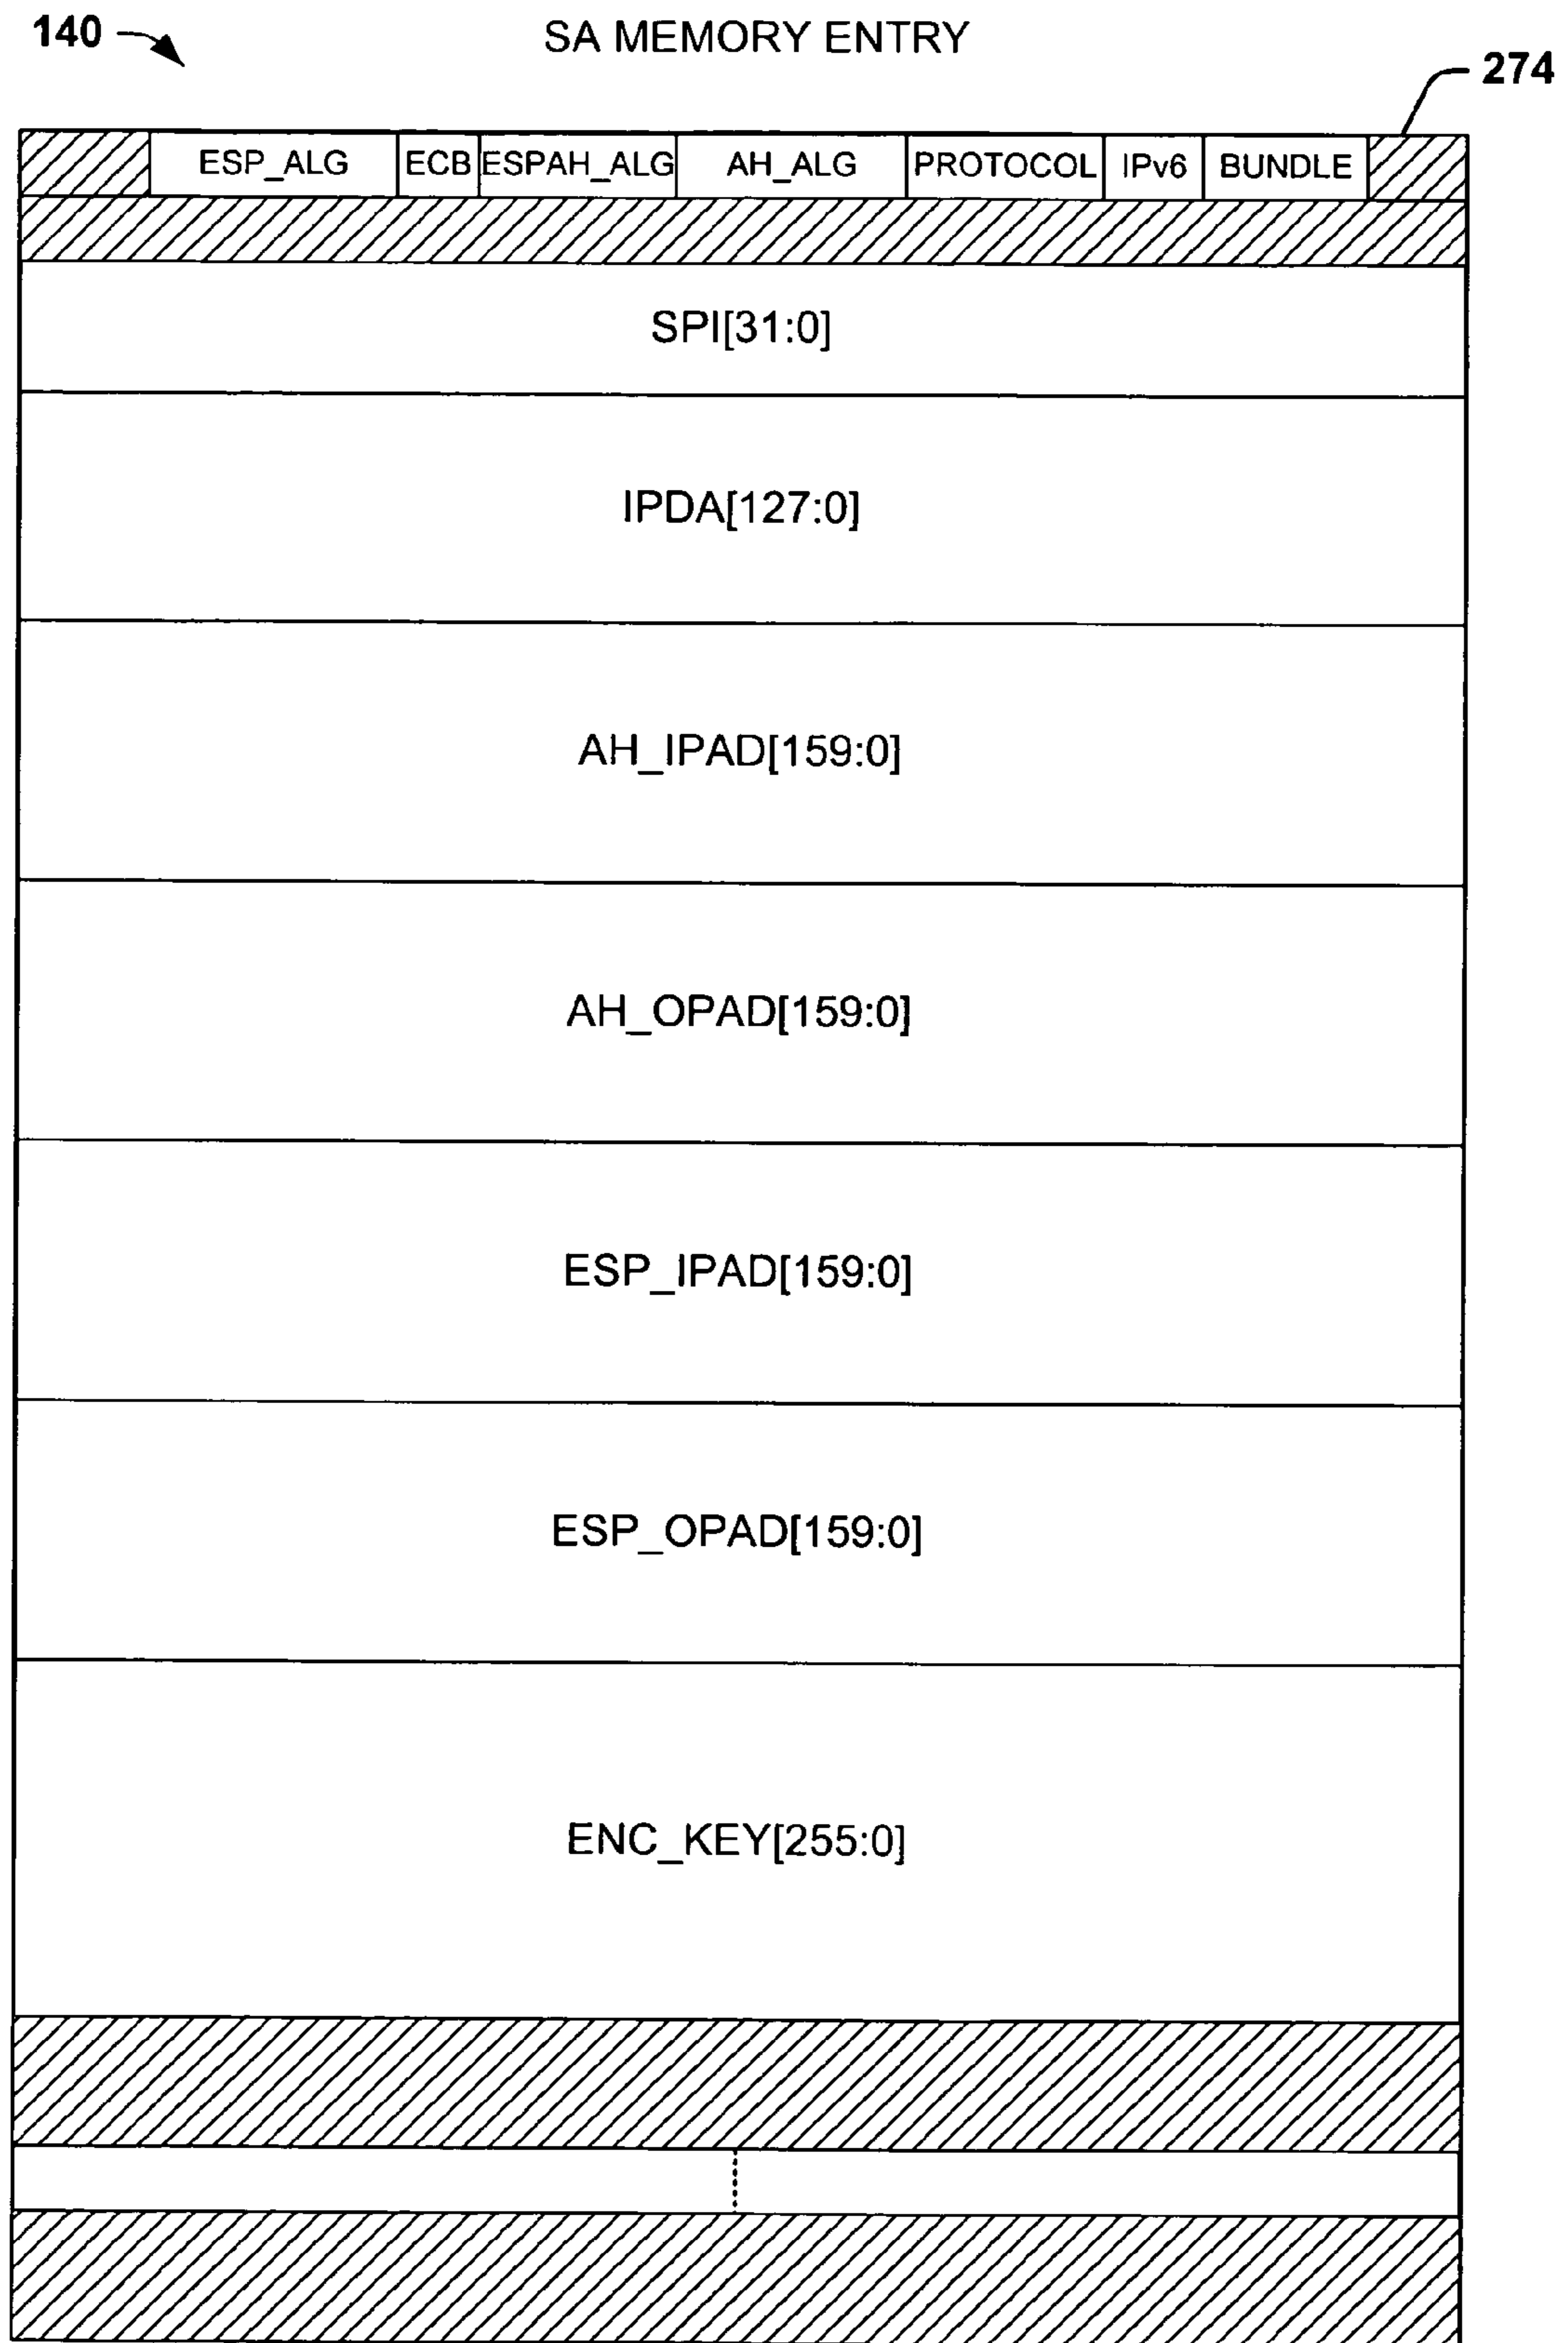 140
SA MEMORY ENTRY
274
ESP_ALG ECB ESPAH_ALG AH_ALG PROTOCOL IPv6 BUNDLE
SPI[31:0]
IPDA[127:0]
AH_IPAD[159:0]
AH_OPAD[159:0]
ESP_IPAD[159:0]
ESP_OPAD[159:0]
ENC_KEY[255:0]